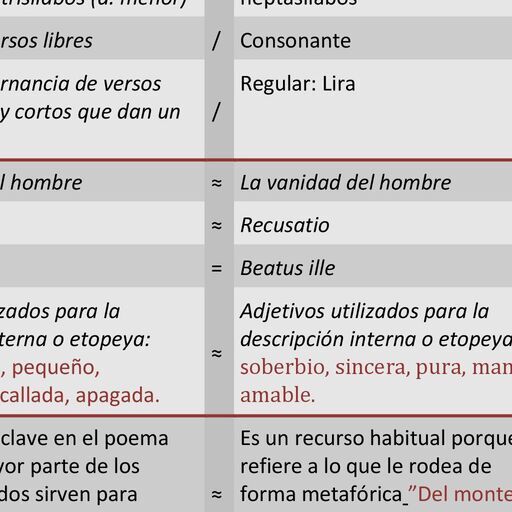 trisílabos (a. menor)
heptasílabos
rsos libres / Consonante
rnancia de versos
y cortos que dan un / Regular: Lira
l hombre ≈ La vanidad del hombre
≈ Recusatio
= Beatus ille
zados para la
terna o etopeya:
, pequeño,
callada, apagada.
≈
Adjetivos utilizados para la
descripción interna o etopeya
soberbio, sincera, pura, man
amable.
clave en el poema
yor parte de los
dos sirven para
≈
Es un recurso habitual porque
refiere a lo que le rodea de
forma metafórica ”Del monte